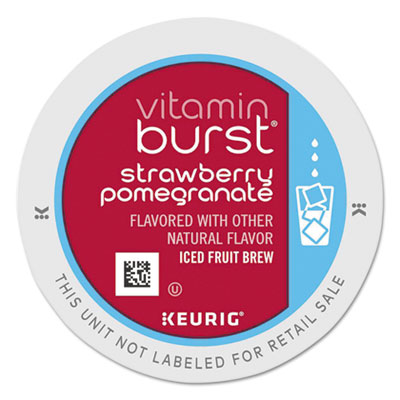 vitamin
burst®
strawberry
pomegranate
FLAVORED WITH OTHER
NATURAL FLAVOR
ICED FRUIT BREW
U
KEURIG®
THIS UNIT NOT LABELED FOR RETAIL SALE
K
K